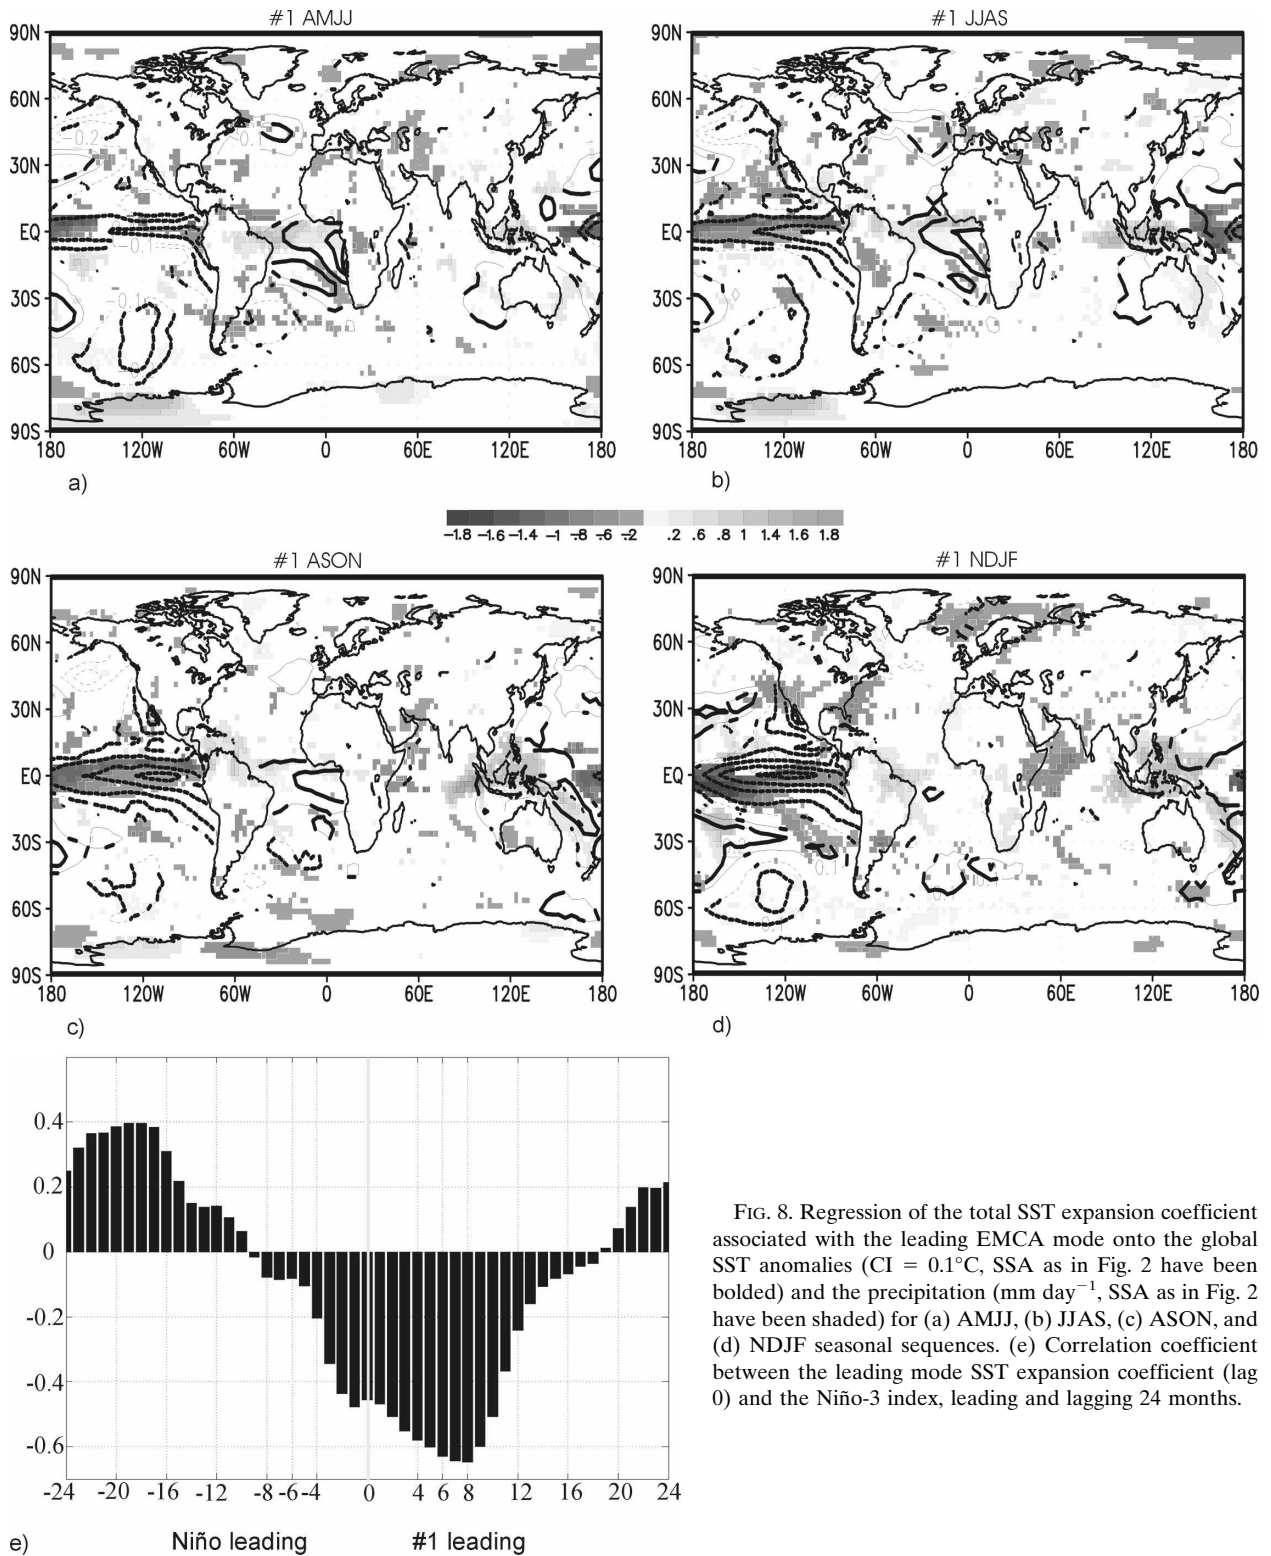 #1 AMJJ
#1 JJAS
90N
60N
30N
EQ
30S
60S
90S
180 120W 60W 0 60E 120E 180
a)
90N
60N
30N
EQ
30S
60S
90S
180 120W 60W 0 60E 120E 180
b)
-1.8 -1.6 -1.4 -1 -.8 -.6 -.2 .2 .6 .8 1 1.4 1.6 1.8
#1 ASON
#1 NDJF
90N
60N
30N
EQ
30S
60S
90S
180 120W 60W 0 60E 120E 180
c)
90N
60N
30N
EQ
30S
60S
90S
180 120W 60W 0 60E 120E 180
d)
0.4
0.2
0
-0.2
-0.4
-0.6
-24 -20 -16 -12 -8 -6 -4 0 4 6 8 12 16 20 24
e)
Niño leading #1 leading
FIG. 8. Regression of the total SST expansion coefficient
associated with the leading EMCA mode onto the global
SST anomalies (CI = 0.1°C, SSA as in Fig. 2 have been
bolded) and the precipitation (mm day⁻¹, SSA as in Fig. 2
have been shaded) for (a) AMJJ, (b) JJAS, (c) ASON, and
(d) NDJF seasonal sequences. (e) Correlation coefficient
between the leading mode SST expansion coefficient (lag
0) and the Niño-3 index, leading and lagging 24 months.